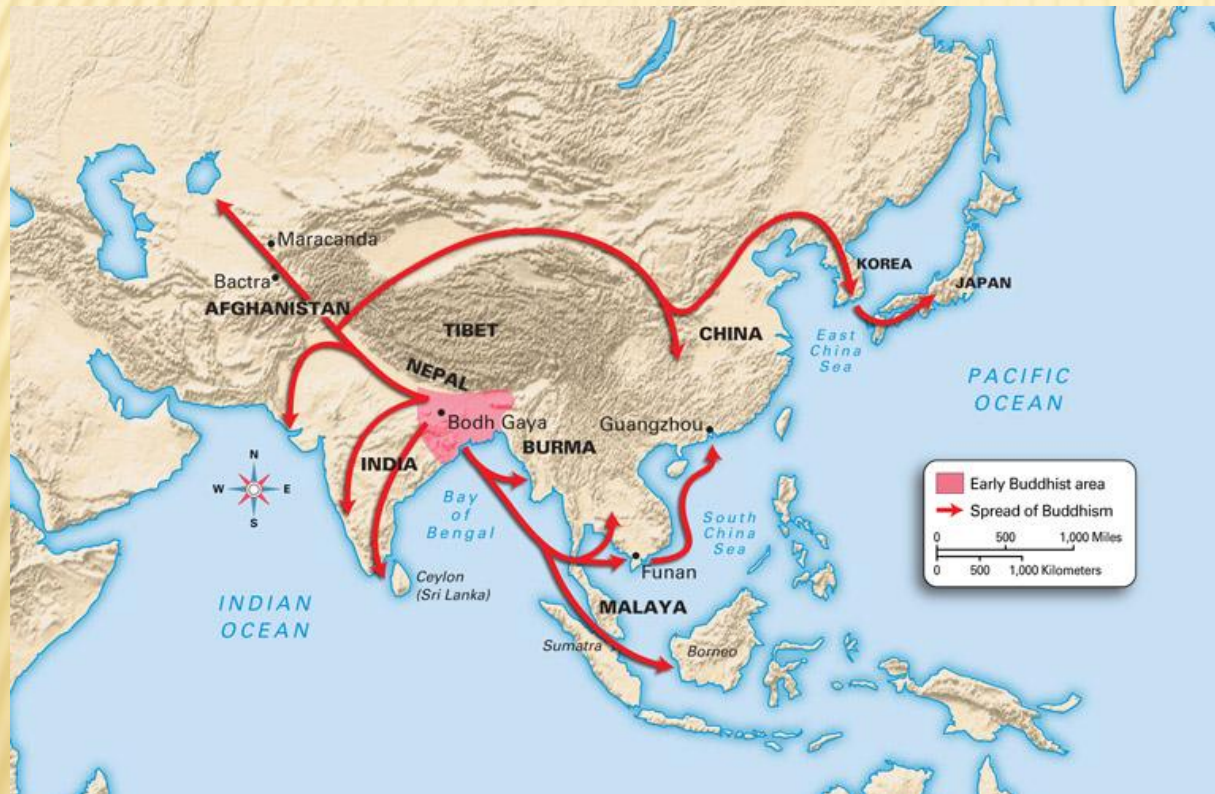 Maracanda
Bactra
AFGHANISTAN
TIBET
NEPAL
Bodh Gaya
INDIA
BURMA
CHINA
KOREA
JAPAN
East
China
Sea
PACIFIC
OCEAN
Guangzhou
N
W
E
S
Bay
of
Bengal
South
China
Sea
Funan
Ceylon
(Sri Lanka)
INDIAN
OCEAN
MALAYA
Sumatra
Borneo
Early Buddhist area
Spread of Buddhism
0 500 1,000 Miles
0 500 1,000 Kilometers